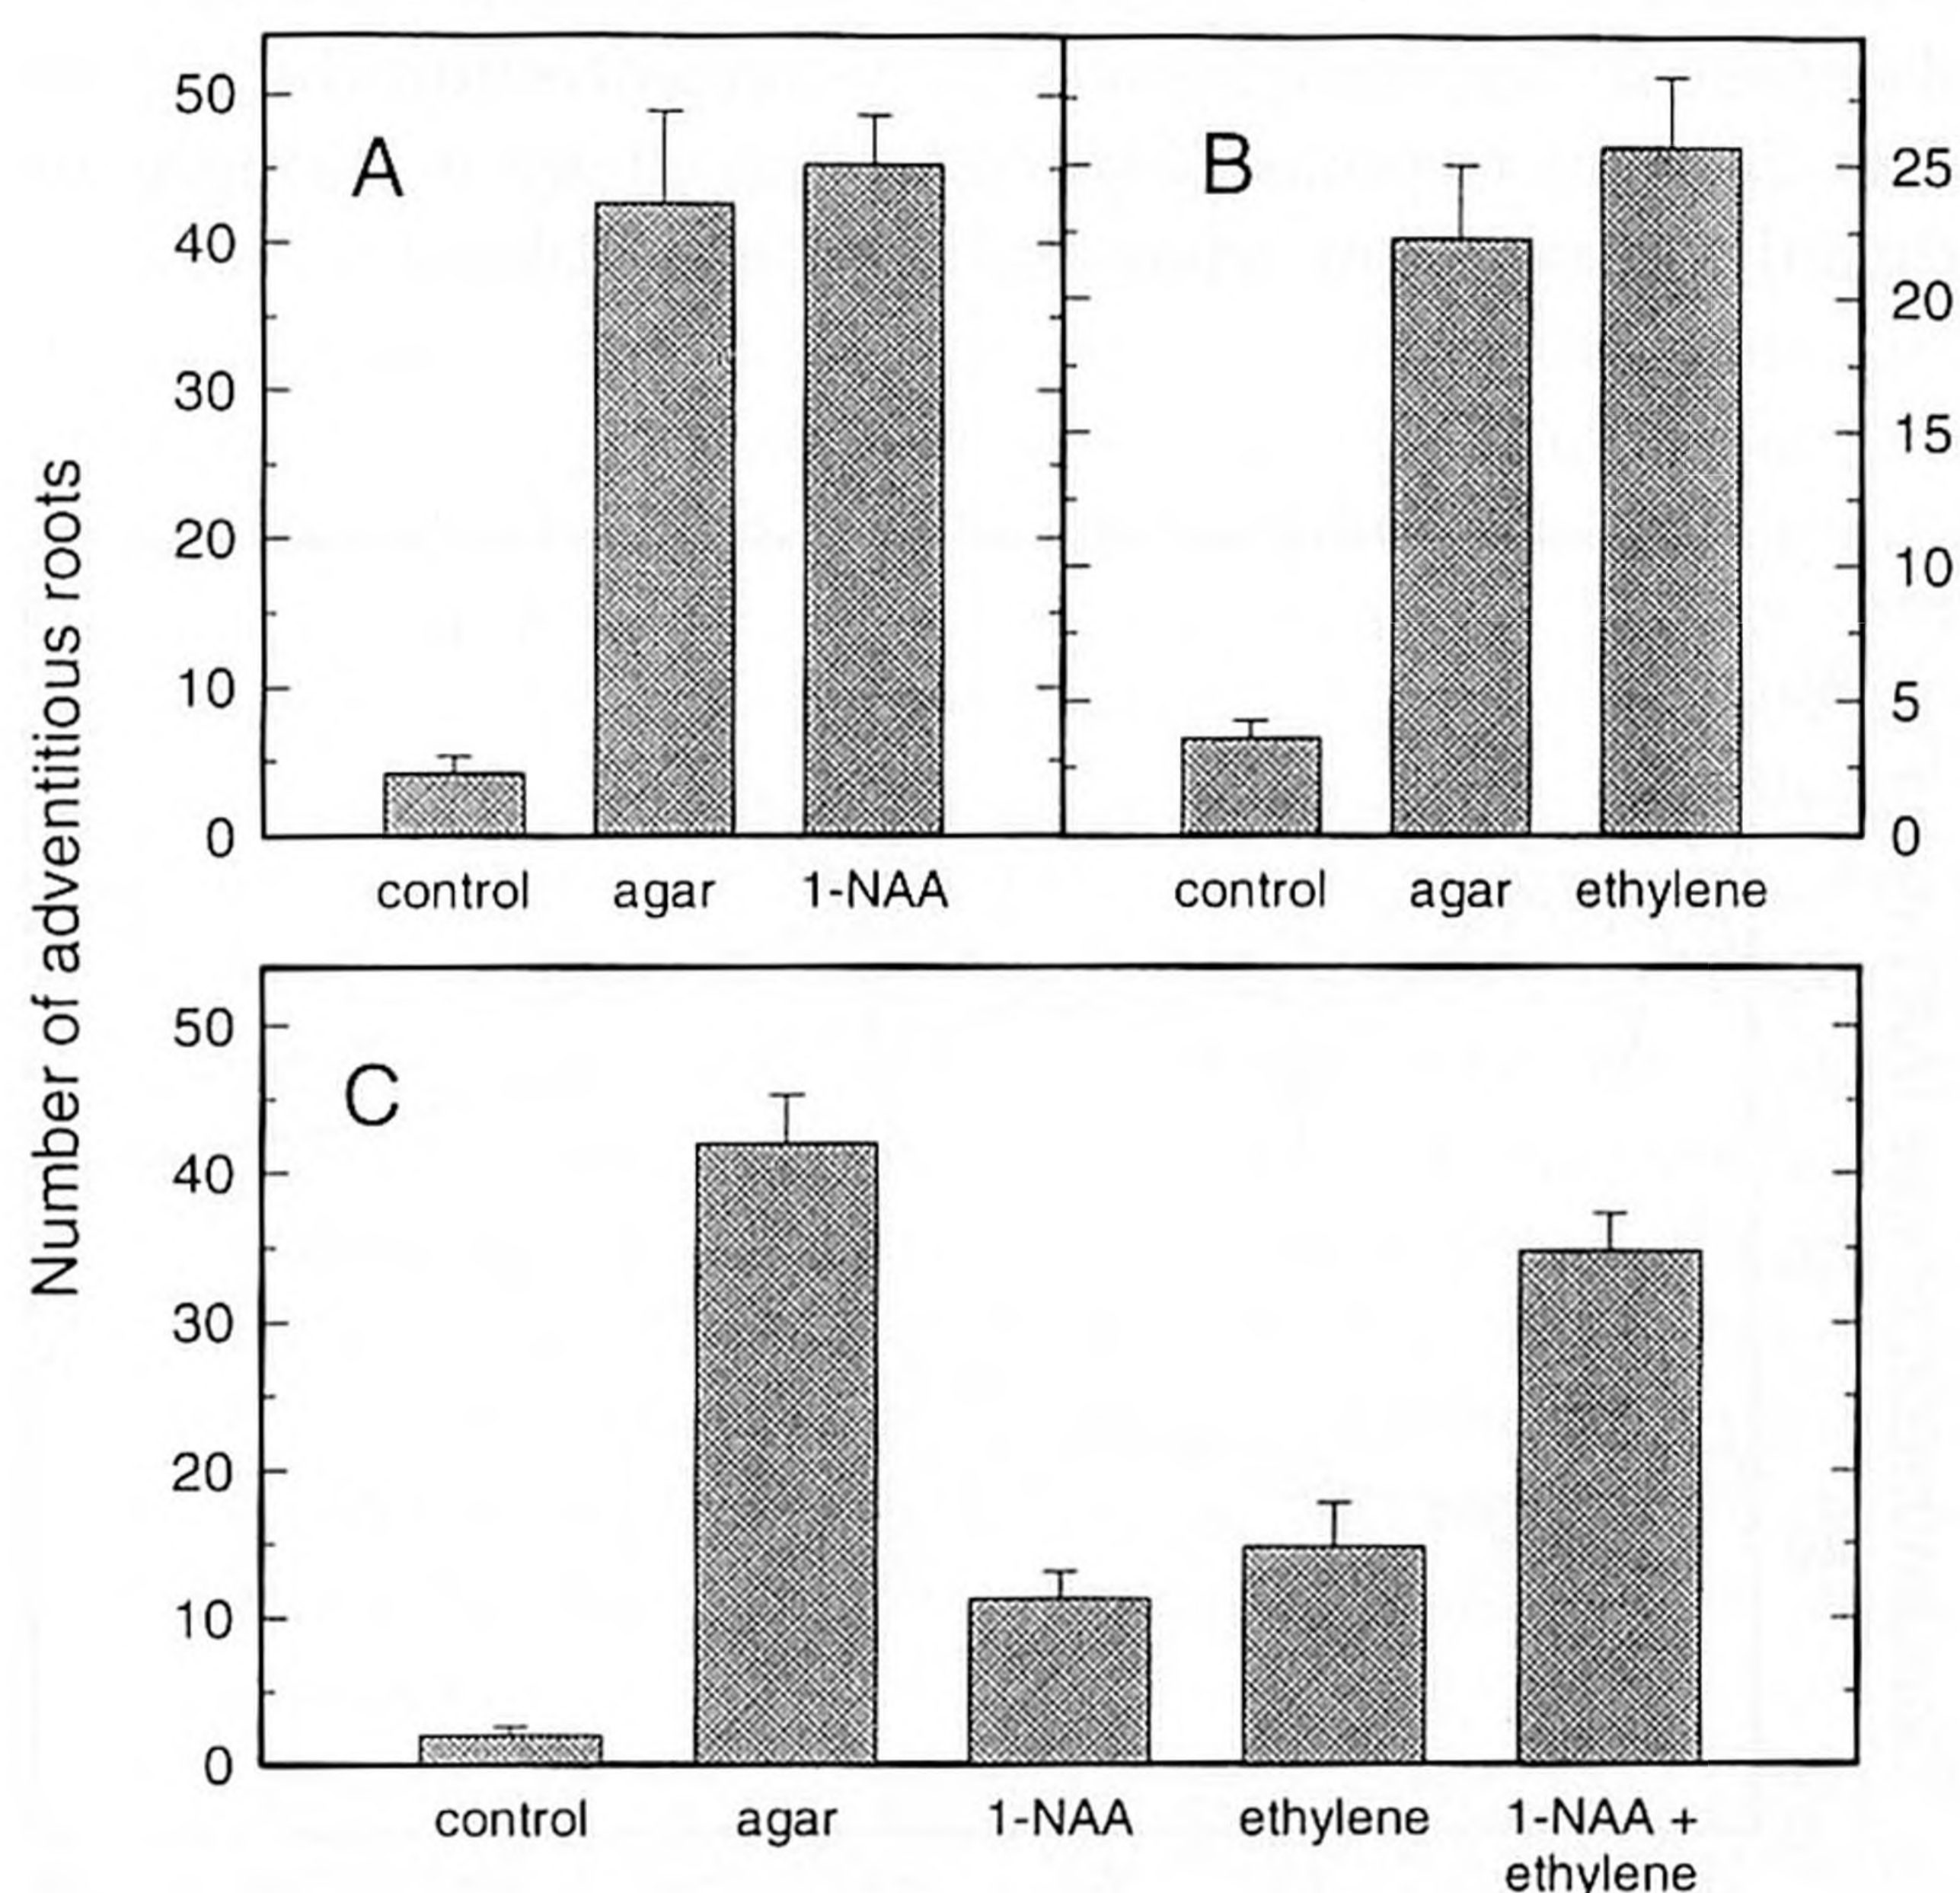 Number of adventitious roots
50
40
30
20
10
0
A
control agar 1-NAA
B
25
20
15
10
5
0
control agar ethylene
50
40
30
20
10
0
C
control agar 1-NAA ethylene 1-NAA +
ethylene